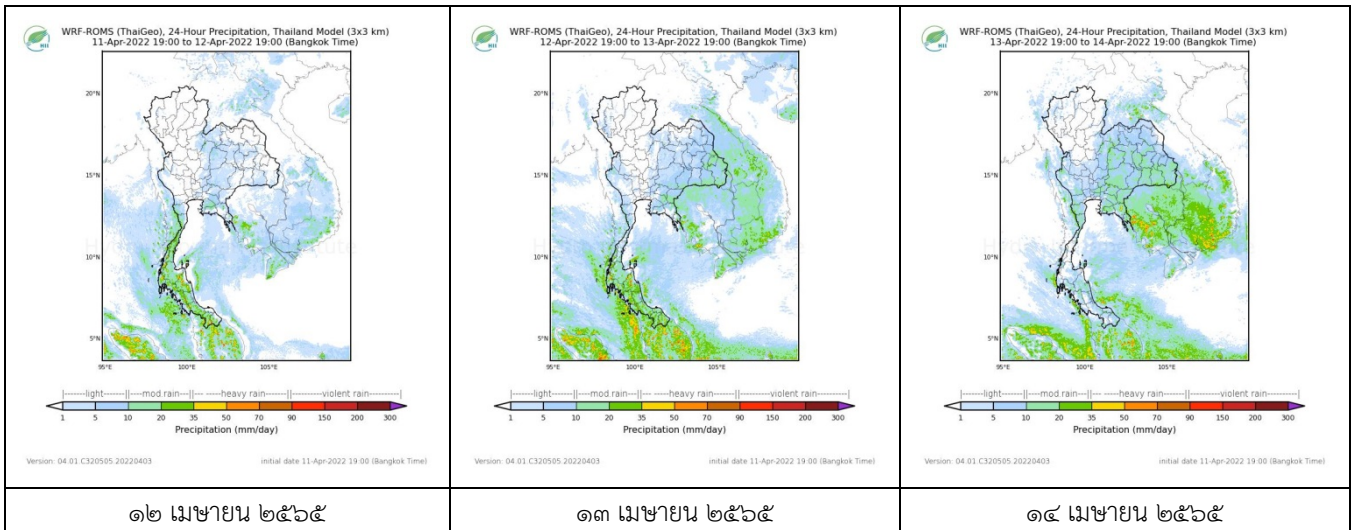 WRF-ROMS (ThaiGeo), 24-Hour Precipitation, Thailand Model (3x3 km)
11-Apr-2022 19:00 to 12-Apr-2022 19:00 (Bangkok Time)
HII
20°N
15°N
10°N
5°N
95°E 100°E 105°E
|-------light------||---mod.rain---||--- -heavy rain----||------violent rain------|
1 5 10 20 35 50 70 90 150 200 300
Precipitation (mm/day)
Version: 04.01.C320505.20220403 initial date 11-Apr-2022 19:00 (Bangkok Time)
๑๒ เมษายน ๒๕๖๕
WRF-ROMS (ThaiGeo), 24-Hour Precipitation, Thailand Model (3x3 km)
12-Apr-2022 19:00 to 13-Apr-2022 19:00 (Bangkok Time)
HII
20°N
15°N
10°N
5°N
95°E 100°E 105°E
|-------light------||---mod.rain---||--- -heavy rain----||------violent rain------|
1 5 10 20 35 50 70 90 150 200 300
Precipitation (mm/day)
Version: 04.01.C320505.20220403 initial date 11-Apr-2022 19:00 (Bangkok Time)
๑๓ เมษายน ๒๕๖๕
WRF-ROMS (ThaiGeo), 24-Hour Precipitation, Thailand Model (3x3 km)
13-Apr-2022 19:00 to 14-Apr-2022 19:00 (Bangkok Time)
HII
20°N
15°N
10°N
5°N
95°E 100°E 105°E
|-------light------||---mod.rain---||--- -heavy rain----||------violent rain------|
1 5 10 20 35 50 70 90 150 200 300
Precipitation (mm/day)
Version: 04.01.C320505.20220403 initial date 11-Apr-2022 19:00 (Bangkok Time)
๑๔ เมษายน ๒๕๖๕